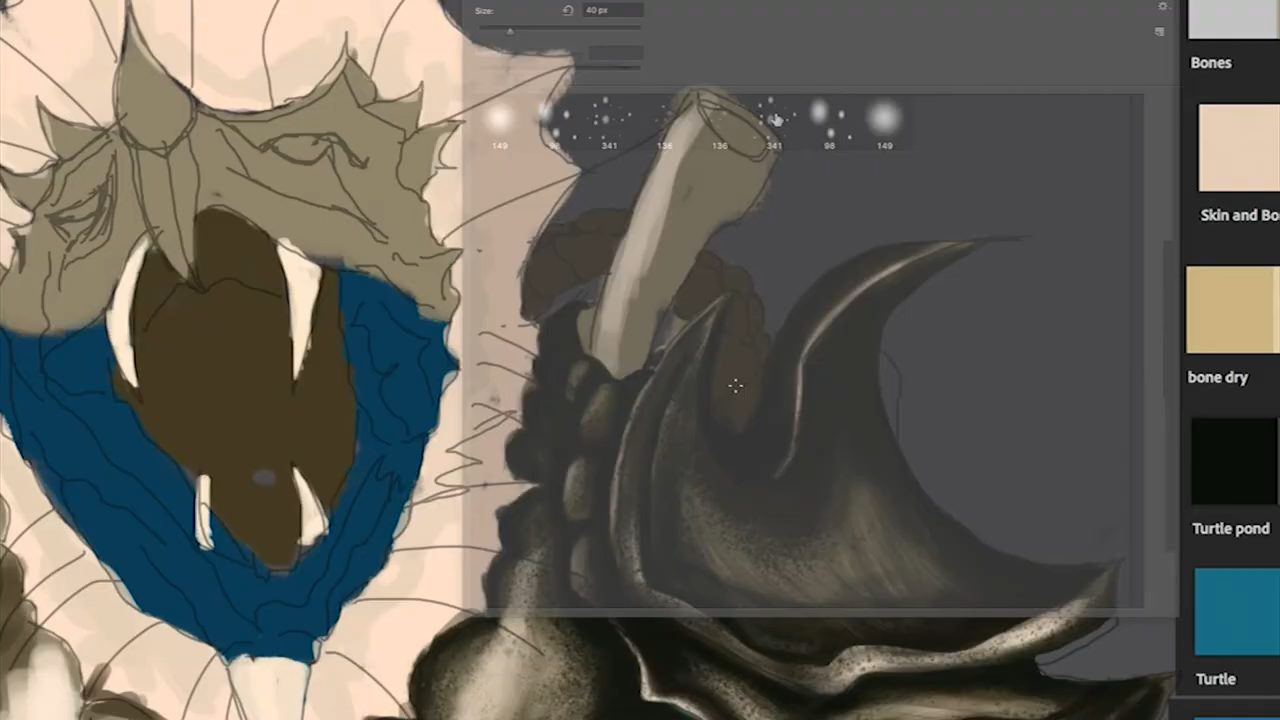 Size:
40 px
149
98
341
136
136
341
98
149
Bones
Skin and Bo
bone dry
Turtle pond
Turtle